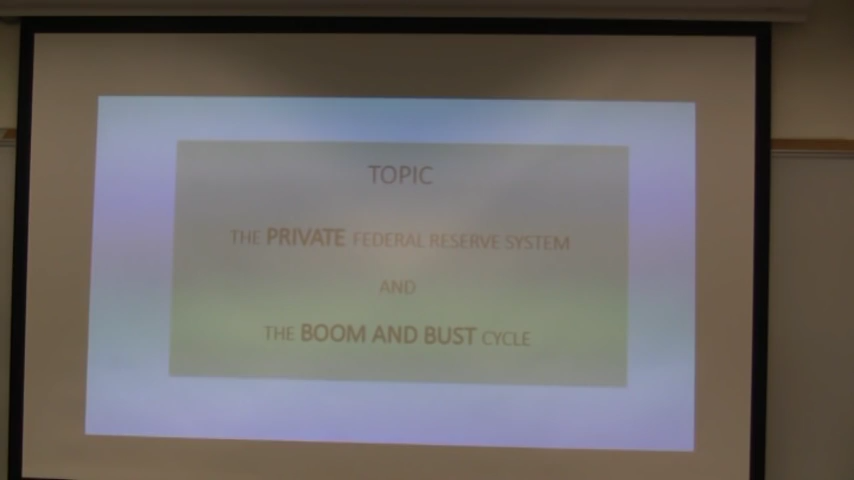 TOPIC
THE PRIVATE FEDERAL RESERVE SYSTEM
AND
THE BOOM AND BUST CYCLE